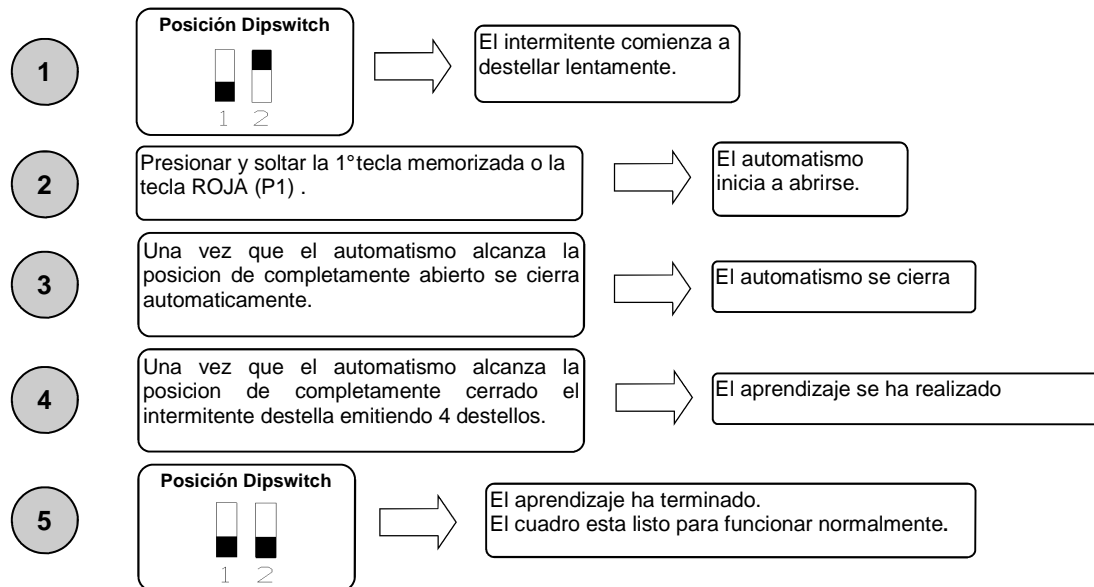 Posición Dipswitch
1
1 2
El intermitente comienza a
destellar lentamente.
2
Presionar y soltar la 1° tecla memorizada o la
tecla ROJA (P1) .
El automatismo
inicia a abrirse.
3
Una vez que el automatismo alcanza la
posicion de completamente abierto se cierra
automaticamente.
El automatismo se cierra
4
Una vez que el automatismo alcanza la
posicion de completamente cerrado el
intermitente destella emitiendo 4 destellos.
El aprendizaje se ha realizado
5
Posición Dipswitch
1 2
El aprendizaje ha terminado.
El cuadro esta listo para funcionar normalmente.